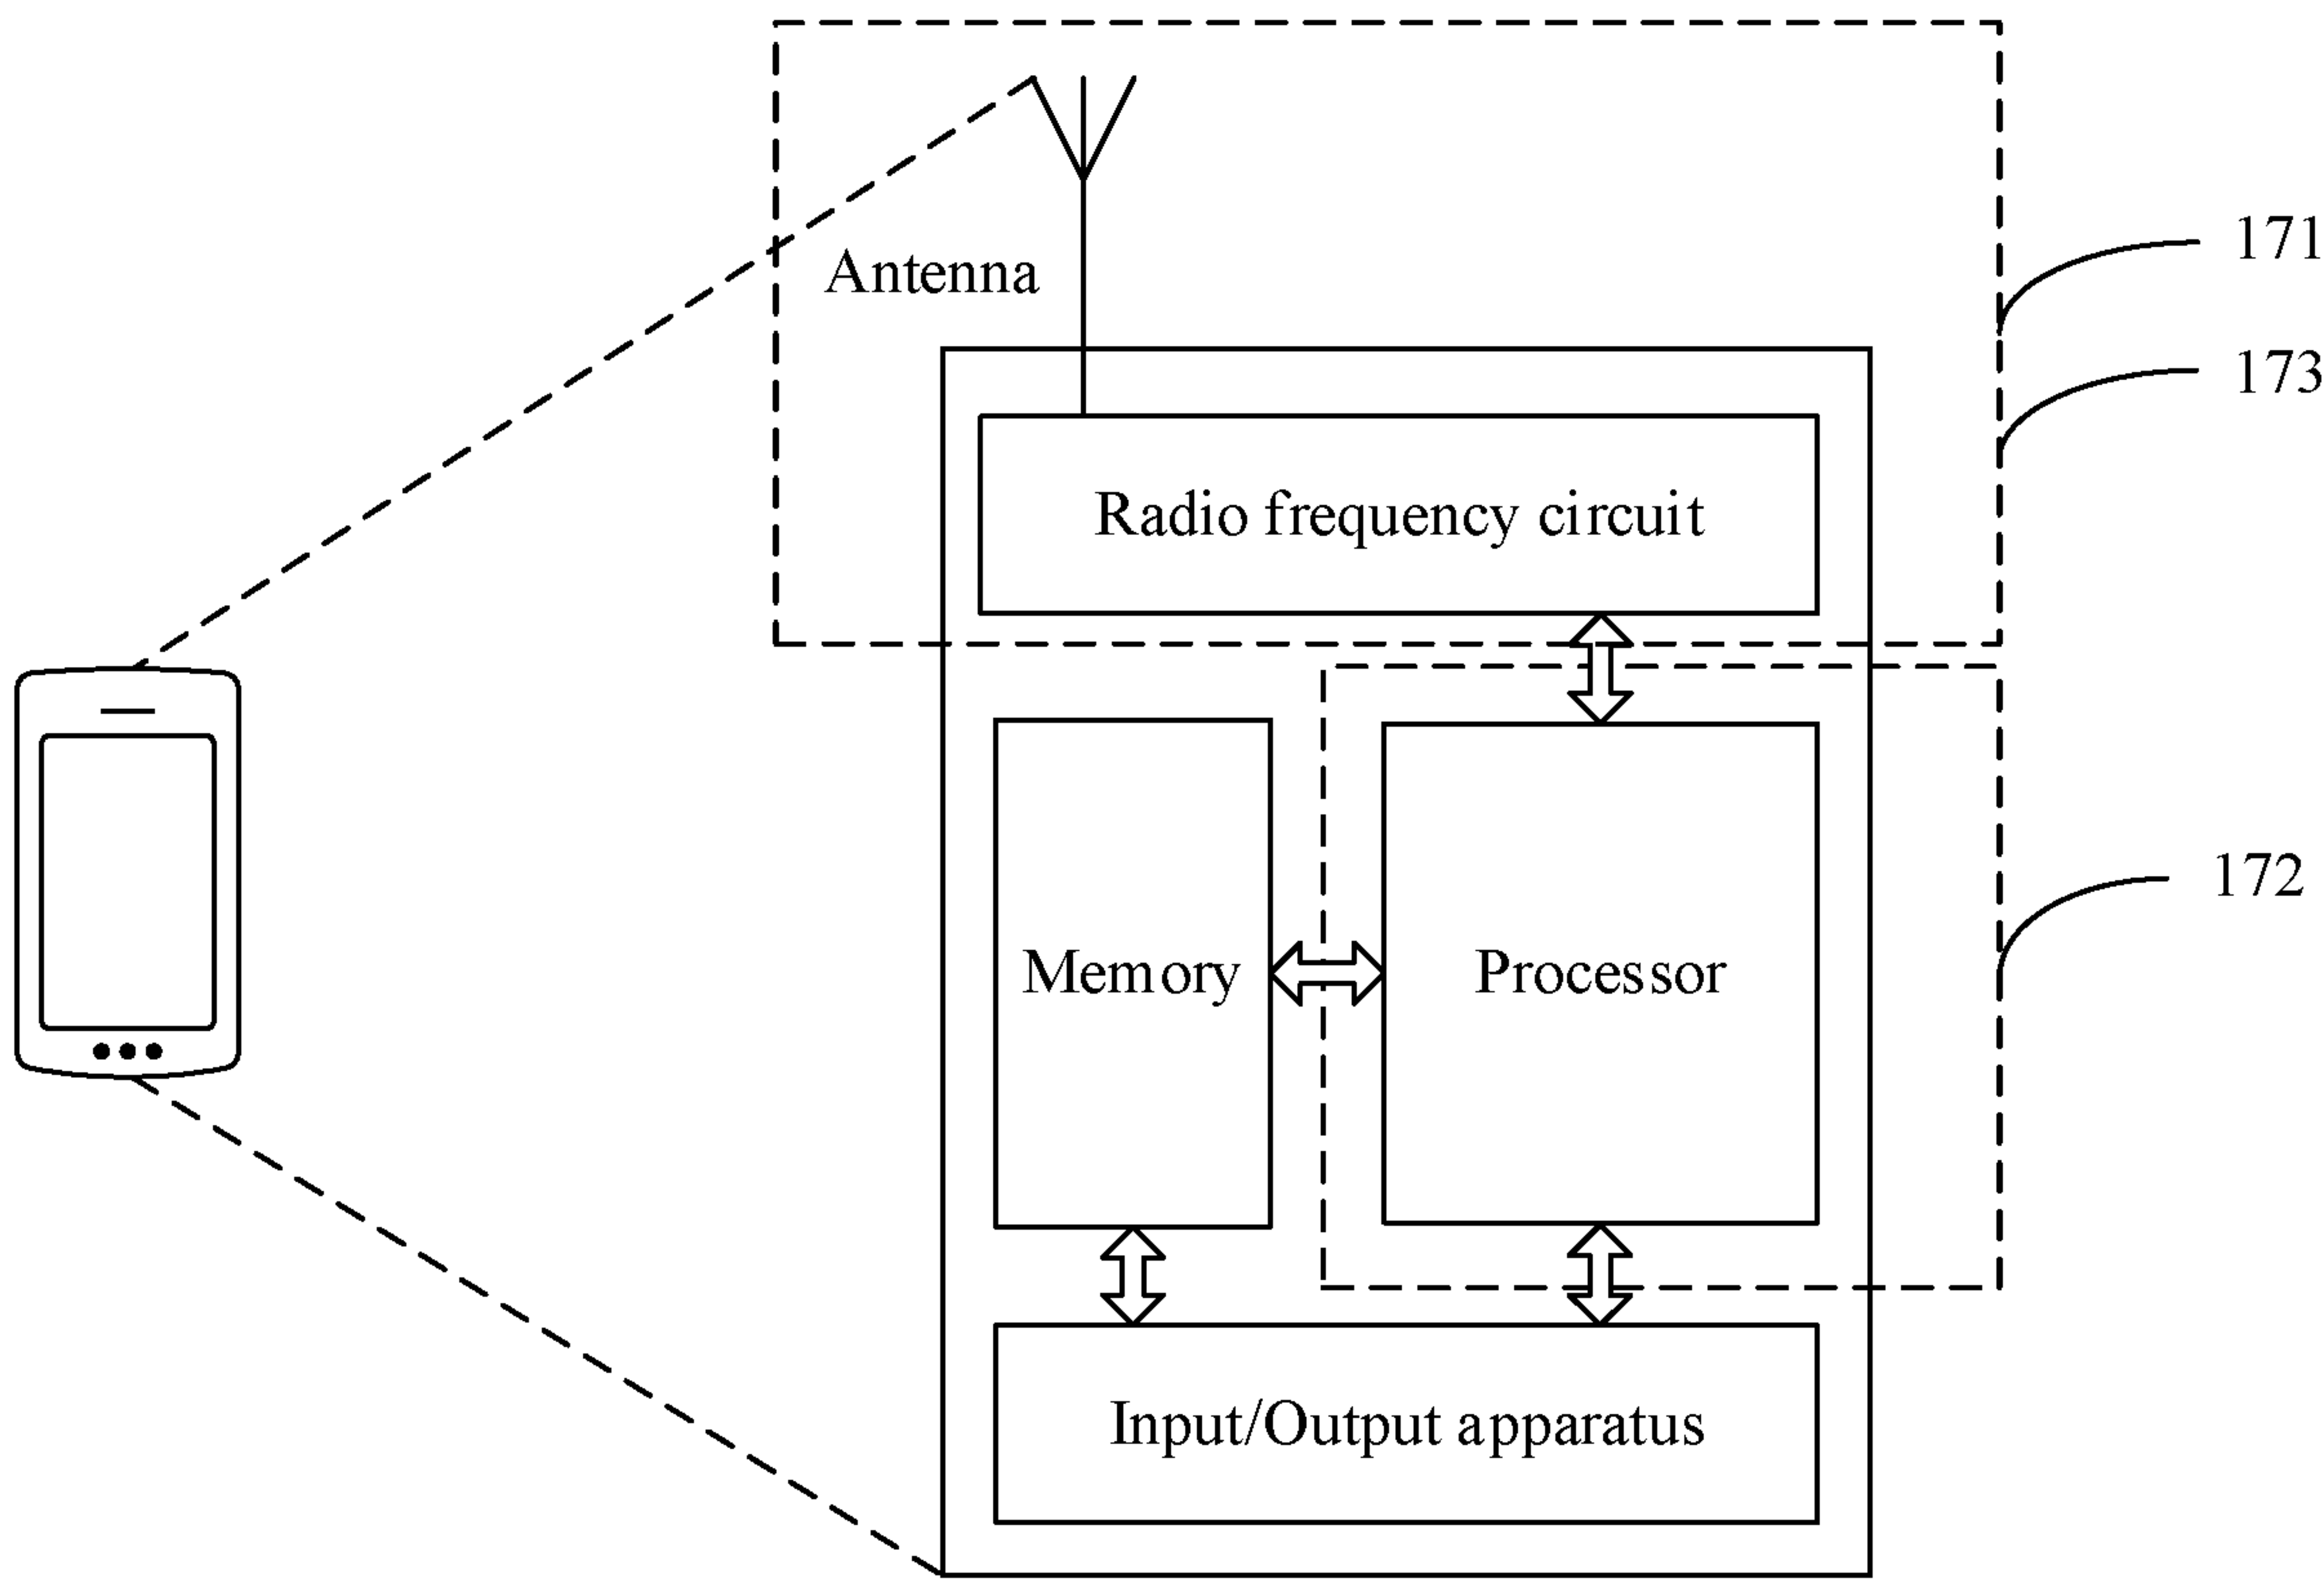 171
Antenna
173
Radio frequency circuit
172
Memory
Processor
Input/Output apparatus